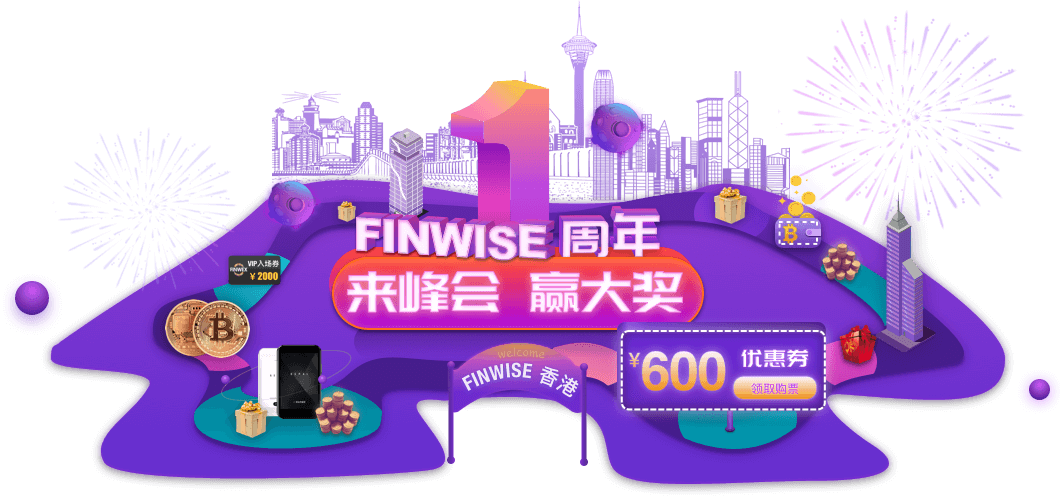 1
FINWISE 周年
来峰会 赢大奖
FINWEX
VIP入场券
￥2000
￥600 优惠券
领取购票
welcome
FINWISE 香港